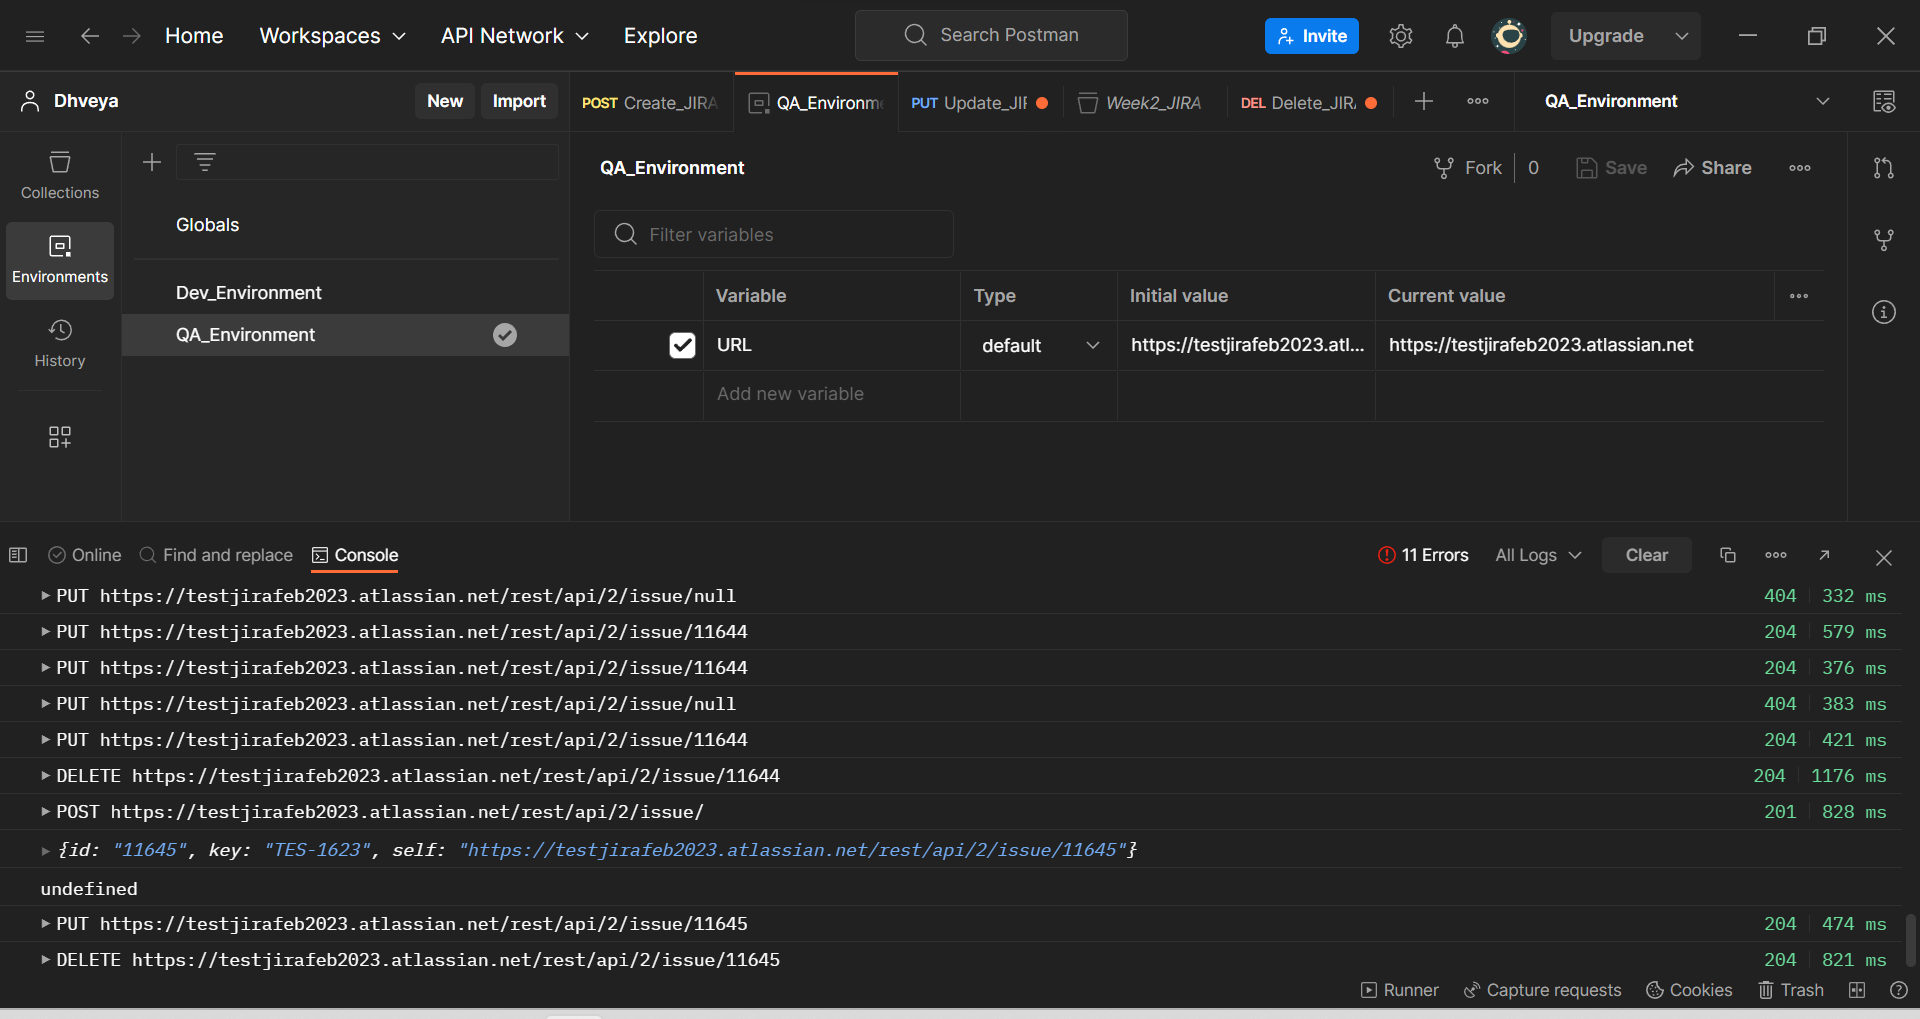 Home Workspaces API Network Explore Search Postman Invite Upgrade
Dhveya New Import POST Create_JIRA QA_Environme PUT Update_JIF Week2_JIRA DEL Delete_JIR QA_Environment
Collections
Environments
History
Globals
Dev_Environment
QA_Environment
QA_Environment Fork 0 Save Share
Filter variables
Variable Type Initial value Current value
URL default https://testjirafeb2023.atl... https://testjirafeb2023.atlassian.net
Add new variable
Online Find and replace Console 11 Errors All Logs Clear
PUT https://testjirafeb2023.atlassian.net/rest/api/2/issue/null 404 332 ms
PUT https://testjirafeb2023.atlassian.net/rest/api/2/issue/11644 204 579 ms
PUT https://testjirafeb2023.atlassian.net/rest/api/2/issue/11644 204 376 ms
PUT https://testjirafeb2023.atlassian.net/rest/api/2/issue/null 404 383 ms
PUT https://testjirafeb2023.atlassian.net/rest/api/2/issue/11644 204 421 ms
DELETE https://testjirafeb2023.atlassian.net/rest/api/2/issue/11644 204 1176 ms
POST https://testjirafeb2023.atlassian.net/rest/api/2/issue/ 201 828 ms
{id: "11645", key: "TES-1623", self: "https://testjirafeb2023.atlassian.net/rest/api/2/issue/11645"}
undefined
PUT https://testjirafeb2023.atlassian.net/rest/api/2/issue/11645 204 474 ms
DELETE https://testjirafeb2023.atlassian.net/rest/api/2/issue/11645 204 821 ms
Runner Capture requests Cookies Trash